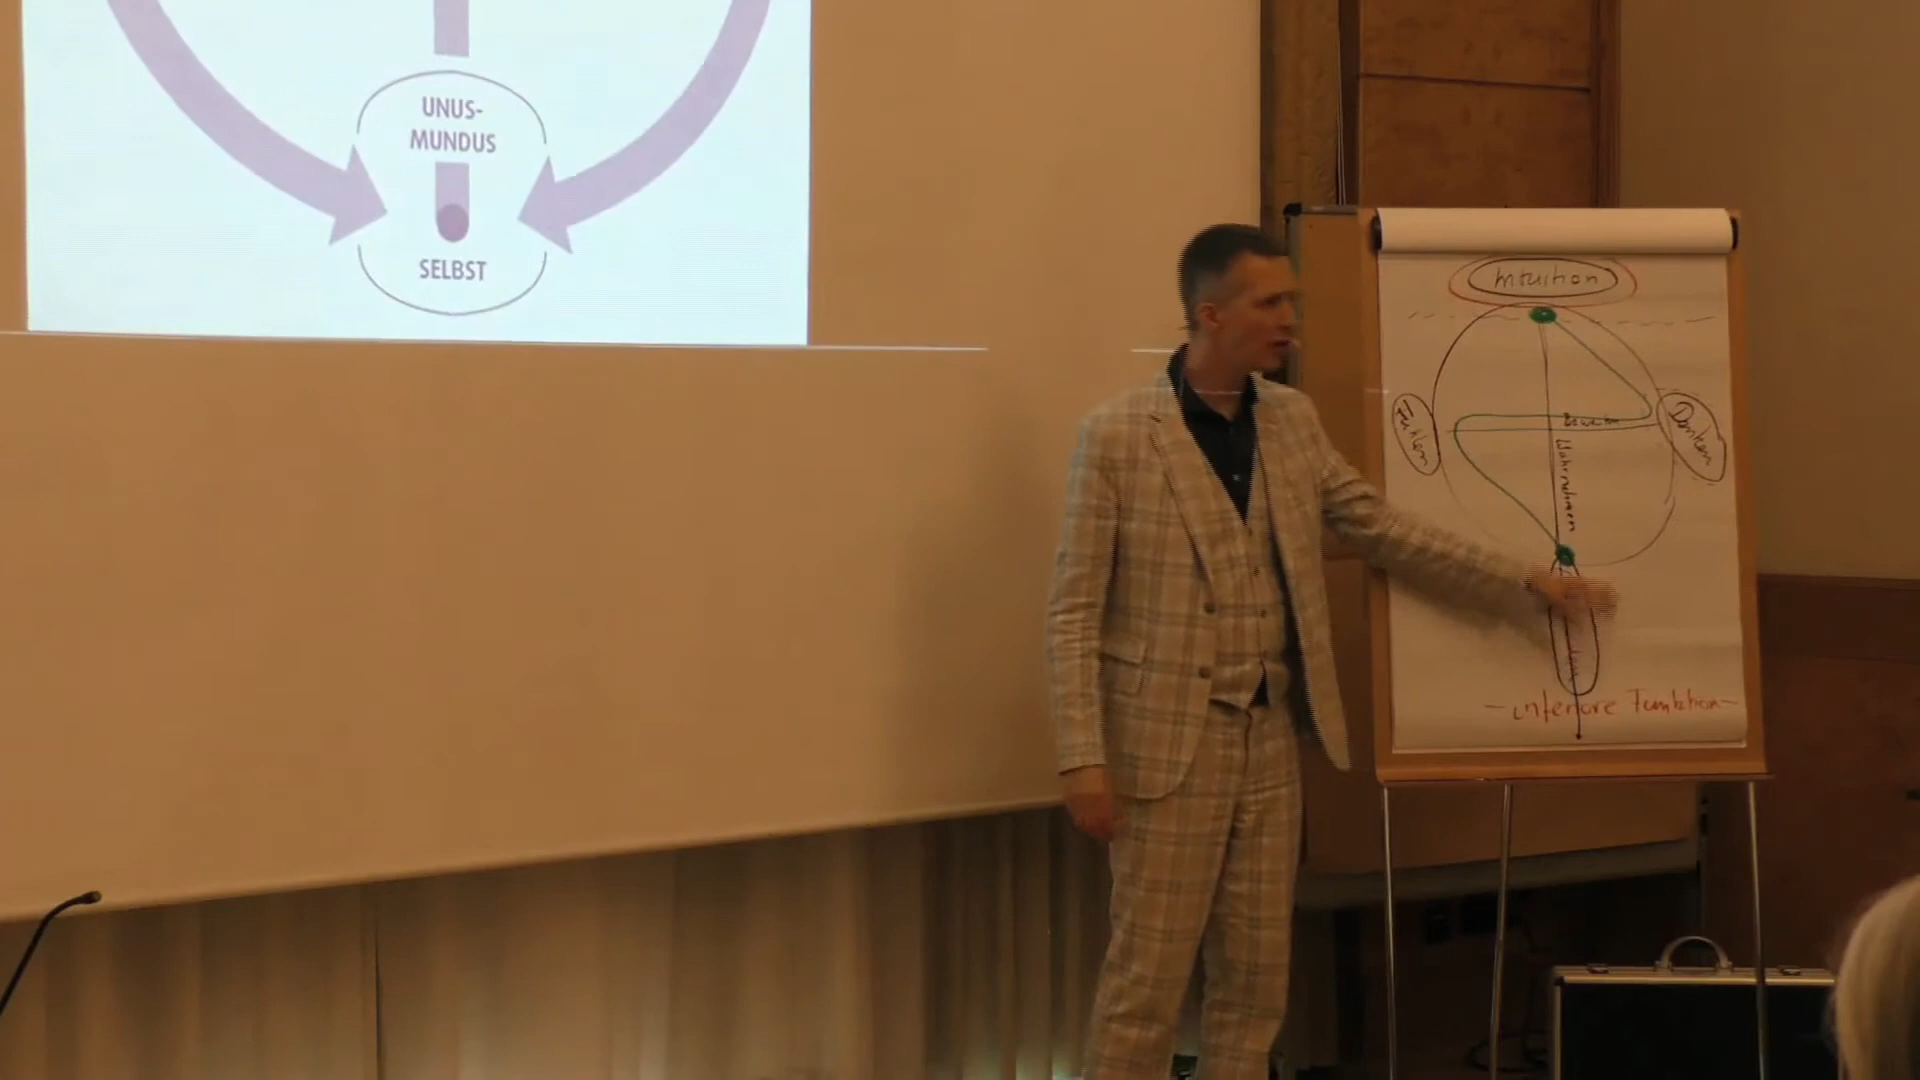 UNUS-
MUNDUS
SELBST
Intuition
Fühlen
Denken
Wahrnehmen
- inferiore Funktion -